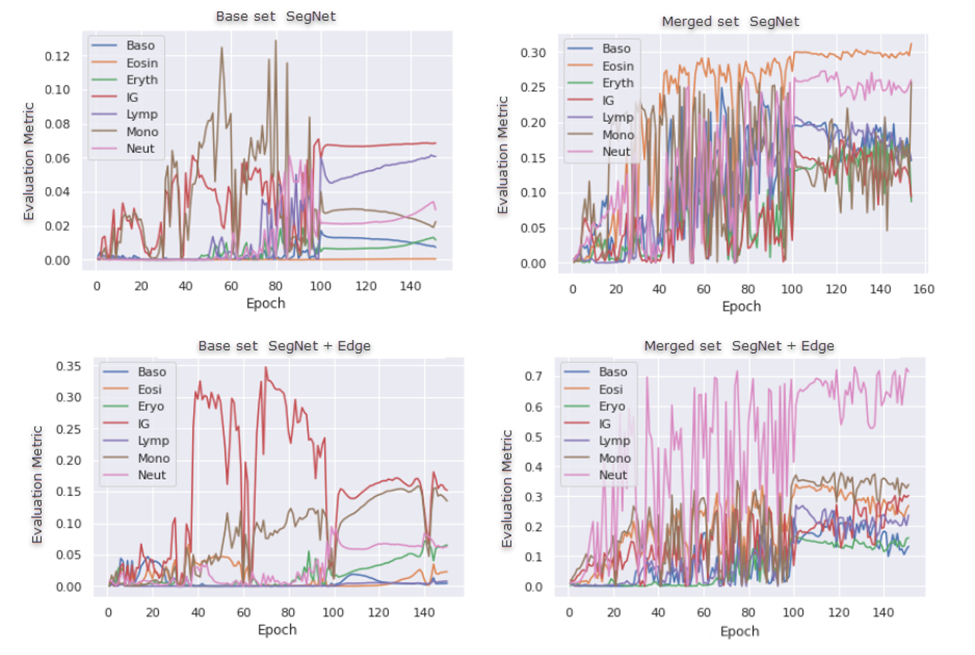 Base set SegNet
Evaluation Metric
0.12
0.10
0.08
0.06
0.04
0.02
0.00
Baso
Eosin
Eryth
IG
Lymp
Mono
Neut
0 20 40 60 80 100 120 140
Epoch
Merged set SegNet
Evaluation Metric
0.30
0.25
0.20
0.15
0.10
0.05
0.00
Baso
Eosin
Eryth
IG
Lymp
Mono
Neut
0 20 40 60 80 100 120 140 160
Epoch
Base set SegNet + Edge
Evaluation Metric
0.35
0.30
0.25
0.20
0.15
0.10
0.05
0.00
Baso
Eosi
Eryo
IG
Lymp
Mono
Neut
0 20 40 60 80 100 120 140
Epoch
Merged set SegNet + Edge
Evaluation Metric
0.7
0.6
0.5
0.4
0.3
0.2
0.1
0.0
Baso
Eosi
Eryo
IG
Lymp
Mono
Neut
0 20 40 60 80 100 120 140
Epoch